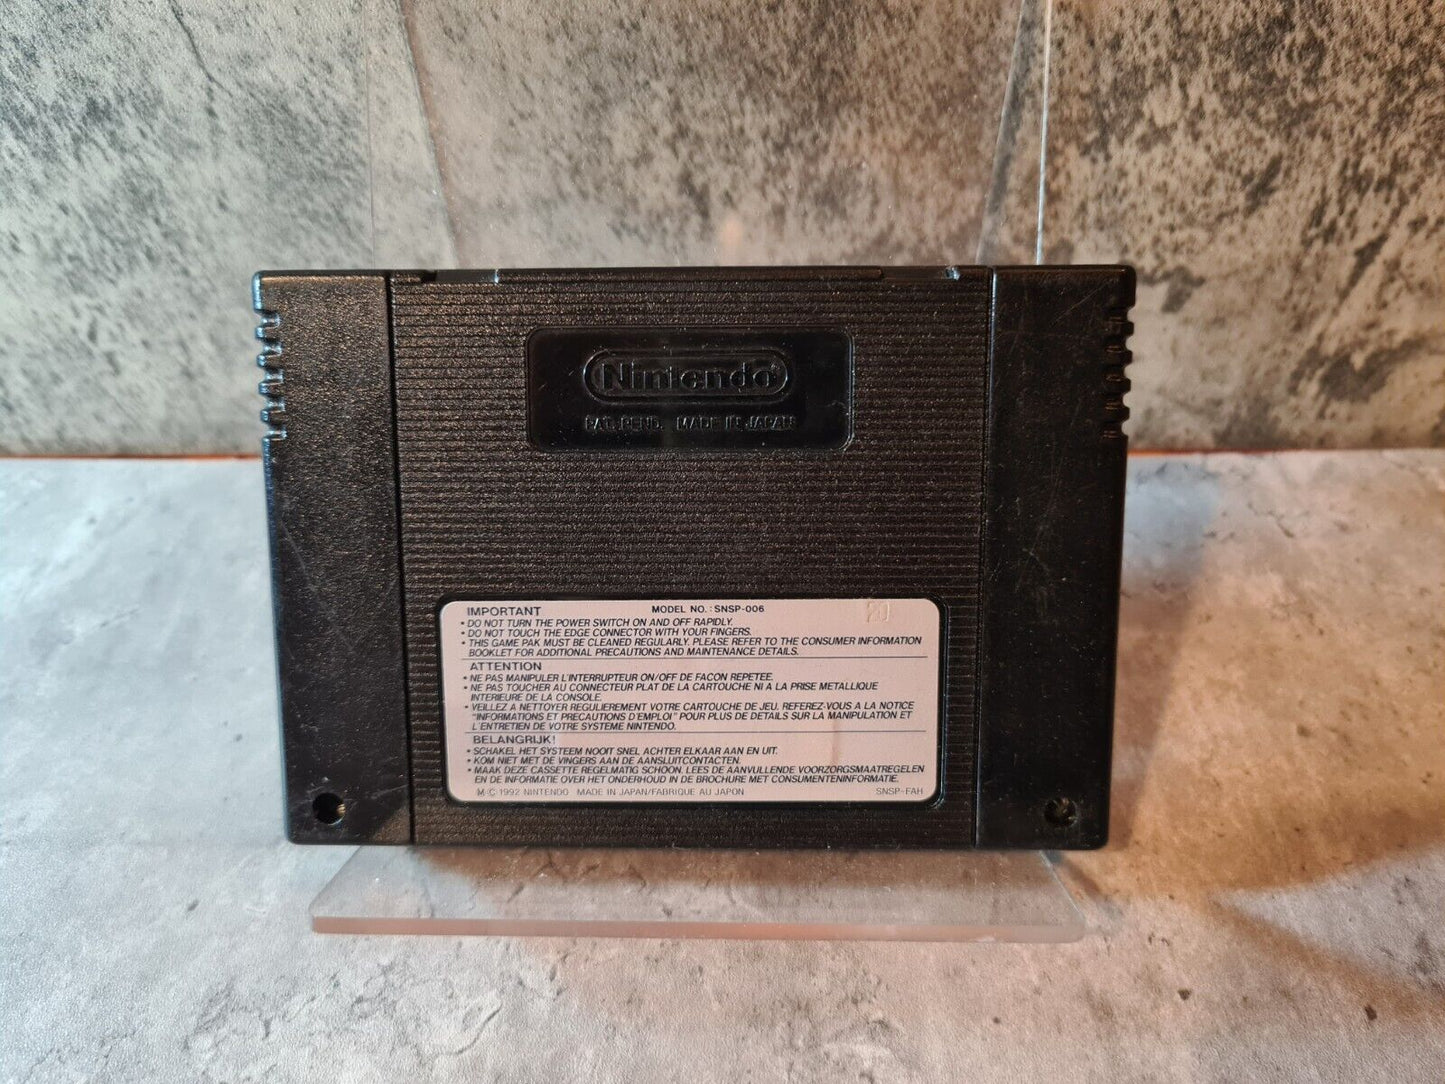 Nintendo®
PAT. PEND. MADE IN JAPAN
IMPORTANT MODEL NO.: SNSP-006 20
• DO NOT TURN THE POWER SWITCH ON AND OFF RAPIDLY.
• DO NOT TOUCH THE EDGE CONNECTOR WITH YOUR FINGERS.
• THIS GAME PAK MUST BE CLEANED REGULARLY. PLEASE REFER TO THE CONSUMER INFORMATION
BOOKLET FOR ADDITIONAL PRECAUTIONS AND MAINTENANCE DETAILS.
ATTENTION
• NE PAS MANIPULER L'INTERRUPTEUR ON/OFF DE FACON REPETEE.
• NE PAS TOUCHER AU CONNECTEUR PLAT DE LA CARTOUCHE NI A LA PRISE METALLIQUE
INTERIEURE DE LA CONSOLE.
• VEILLEZ A NETTOYER REGULIEREMENT VOTRE CARTOUCHE DE JEU. REFEREZ-VOUS A LA NOTICE
"INFORMATIONS ET PRECAUTIONS D'EMPLOI" POUR PLUS DE DETAILS SUR LA MANIPULATION ET
L'ENTRETIEN DE VOTRE SYSTEME NINTENDO.
BELANGRIJK!
• SCHAKEL HET SYSTEEM NOOIT SNEL ACHTER ELKAAR AAN EN UIT.
• KOM NIET MET DE VINGERS AAN DE AANSLUITCONTACTEN.
• MAAK DEZE CASSETTE REGELMATIG SCHOON. LEES DE AANVULLENDE VOORZORGSMAATREGELEN
EN DE INFORMATIE OVER HET ONDERHOUD IN DE BROCHURE MET CONSUMENTENINFORMATIE.
Ⓜ © 1992 NINTENDO MADE IN JAPAN/FABRIQUE AU JAPON SNSP-FAH